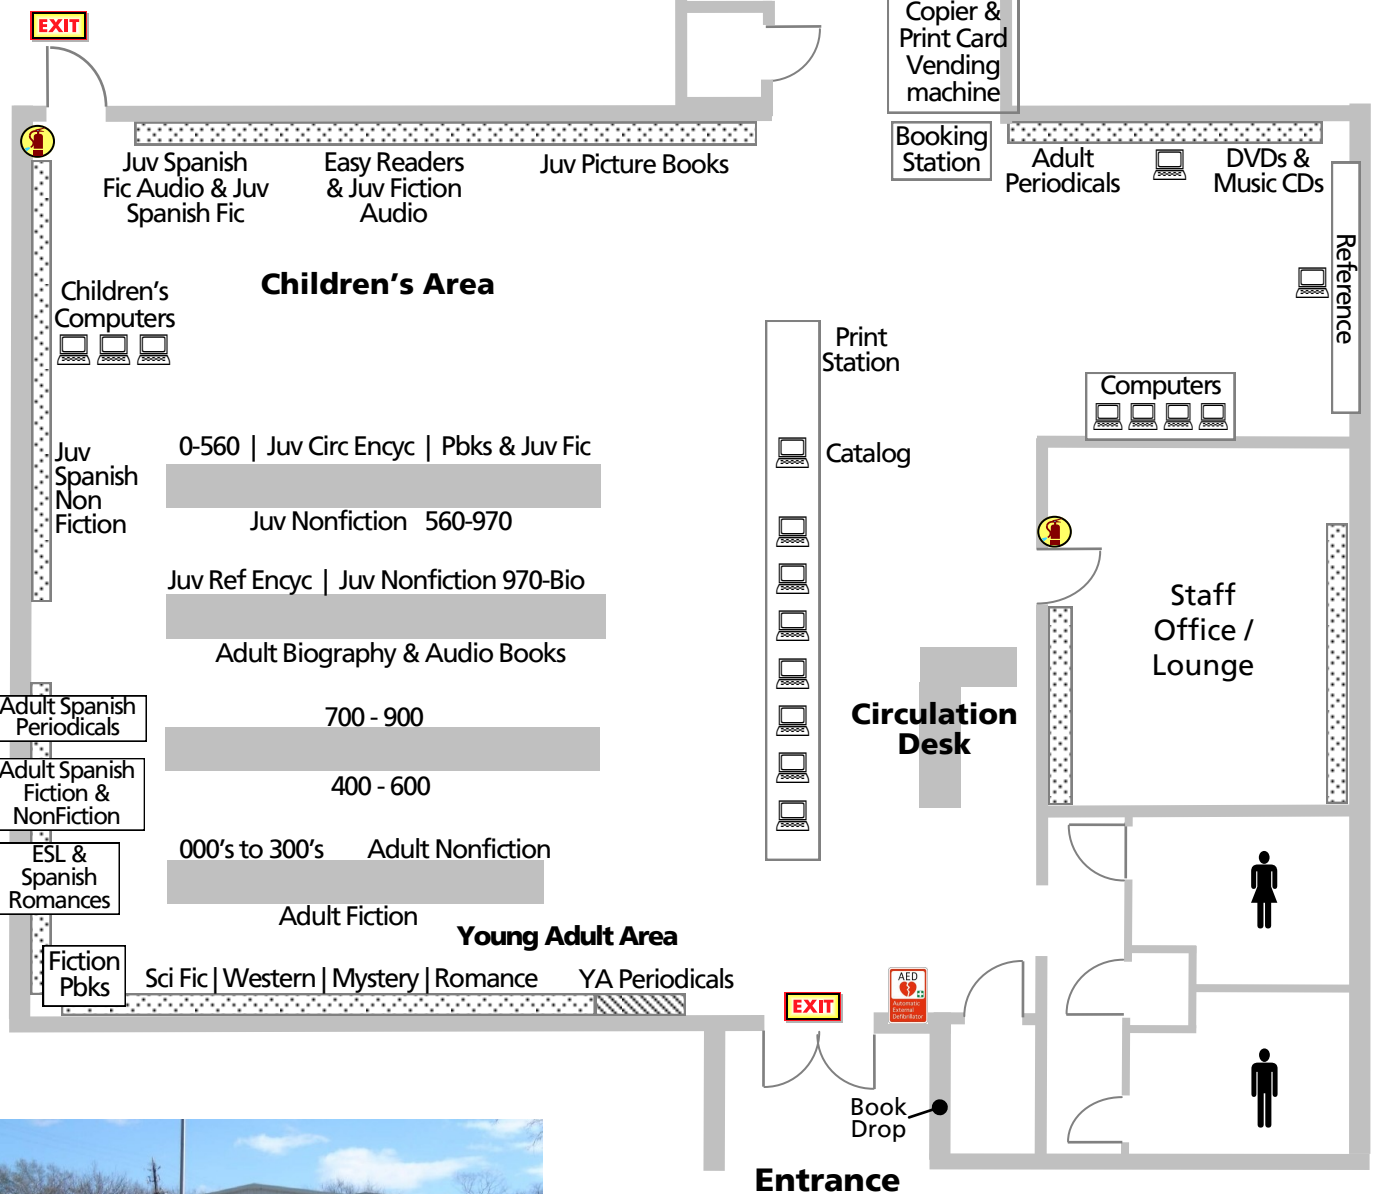 EXIT
Copier &
Print Card
Vending
machine
Booking
Station
Adult
Periodicals
DVDs &
Music CDs
Juv Spanish
Fic Audio & Juv
Spanish Fic
Easy Readers
& Juv Fiction
Audio
Juv Picture Books
Reference
Children's Area
Children's
Computers
Print
Station
Computers
Catalog
Juv
Spanish
Non
Fiction
0-560 | Juv Circ Encyc | Pbks & Juv Fic
Juv Nonfiction 560-970
Juv Ref Encyc | Juv Nonfiction 970-Bio
Adult Biography & Audio Books
Staff
Office /
Lounge
Adult Spanish
Periodicals
700 - 900
400 - 600
Circulation
Desk
Adult Spanish
Fiction &
NonFiction
ESL &
Spanish
Romances
000's to 300's Adult Nonfiction
Adult Fiction
Young Adult Area
Fiction
Pbks
Sci Fic | Western | Mystery | Romance
YA Periodicals
EXIT
AED
Automatic
External
Defibrillator
Book
Drop
Entrance